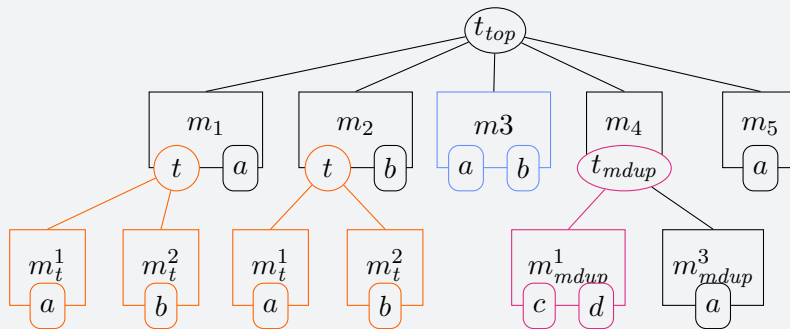 t_top
m_1 m_2 m3 m_4 m_5
t a t b a b t_mdup a
m_t^1 m_t^2 m_t^1 m_t^2 m_mdup^1 m_mdup^3
a b a b c d a